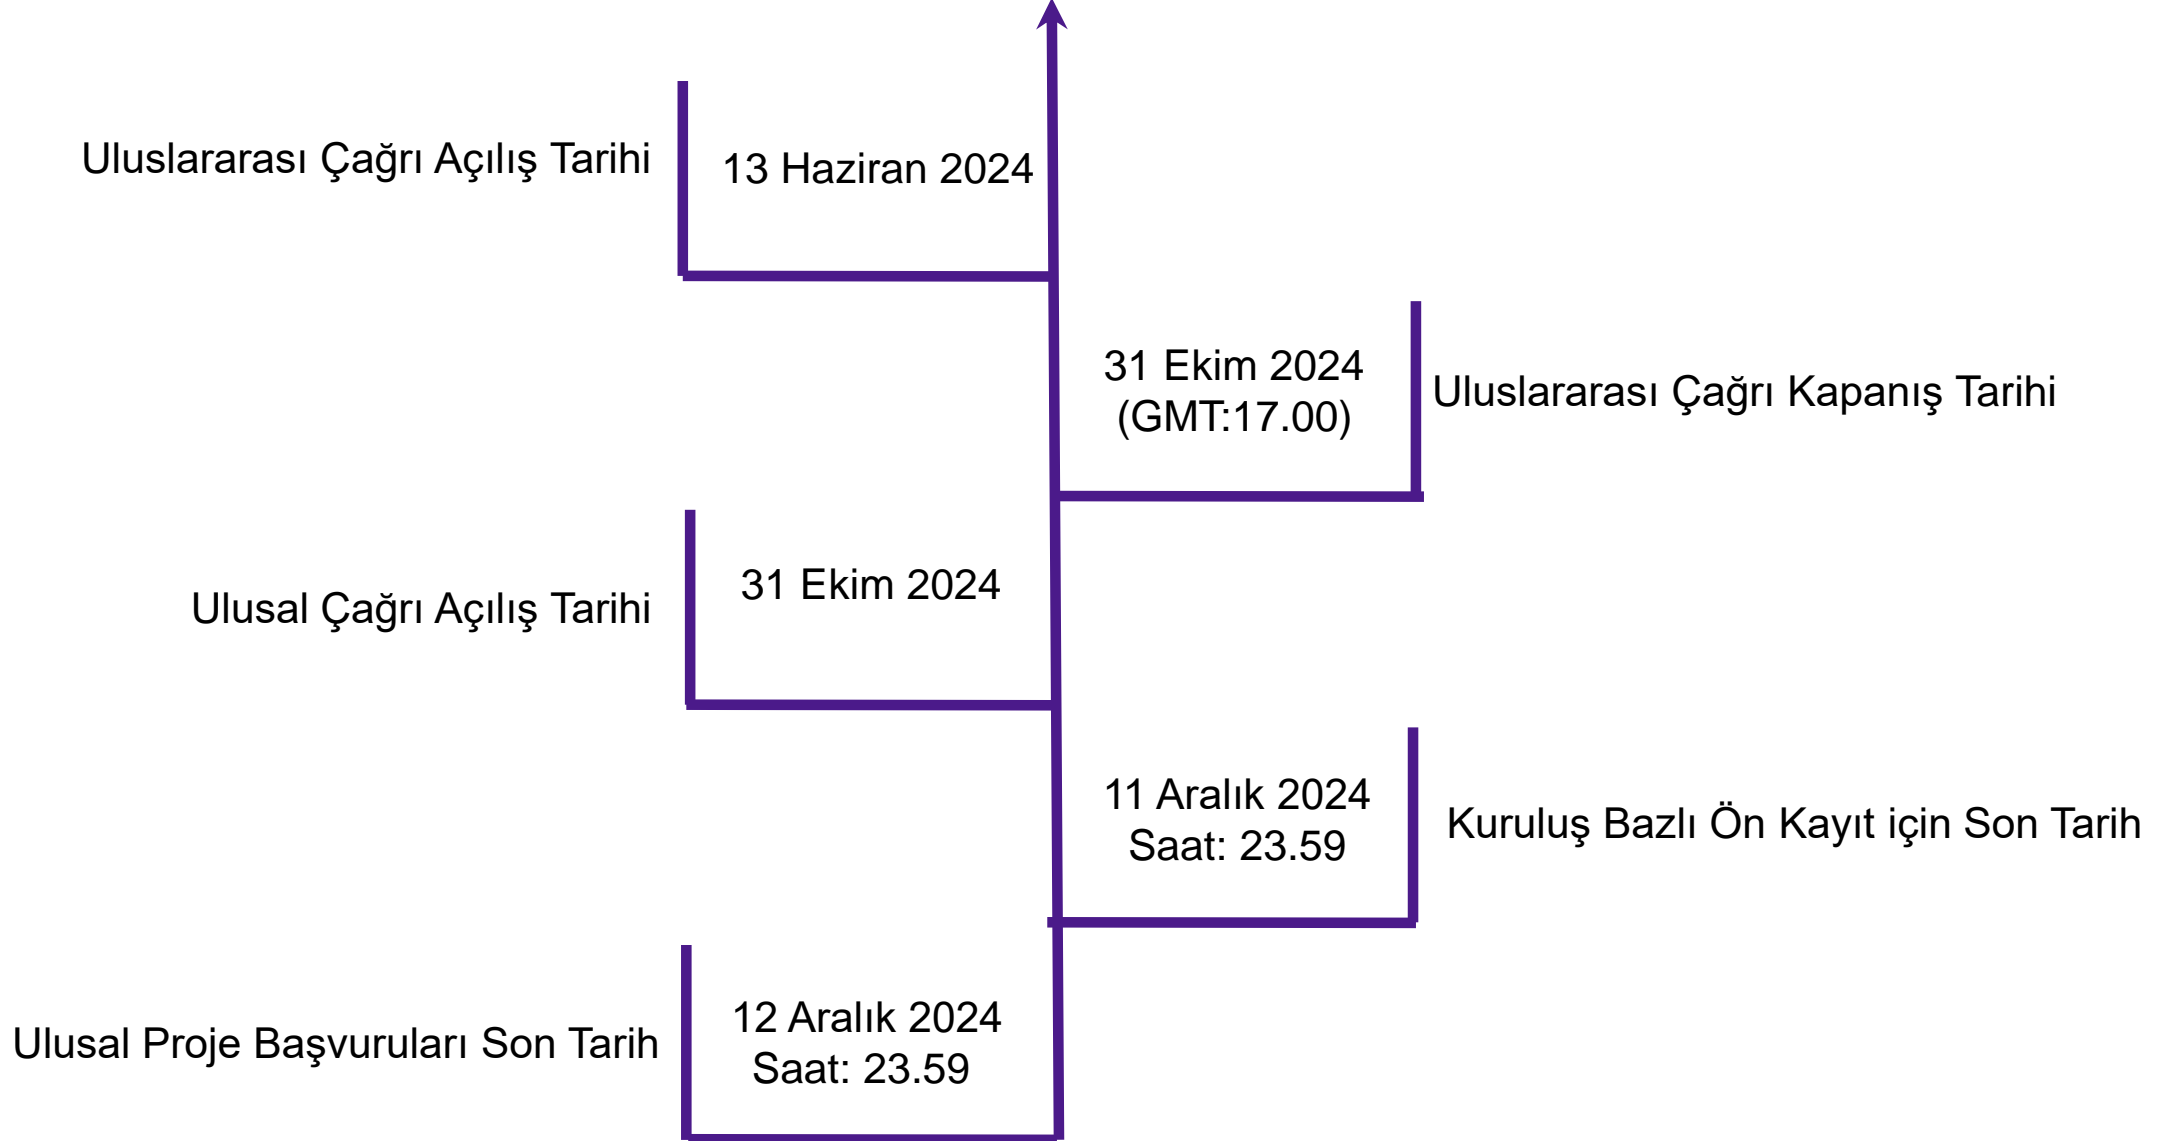 Uluslararası Çağrı Açılış Tarihi
13 Haziran 2024
31 Ekim 2024
(GMT:17.00)
Uluslararası Çağrı Kapanış Tarihi
Ulusal Çağrı Açılış Tarihi
31 Ekim 2024
11 Aralık 2024
Saat: 23.59
Kuruluş Bazlı Ön Kayıt için Son Tarih
Ulusal Proje Başvuruları Son Tarih
12 Aralık 2024
Saat: 23.59